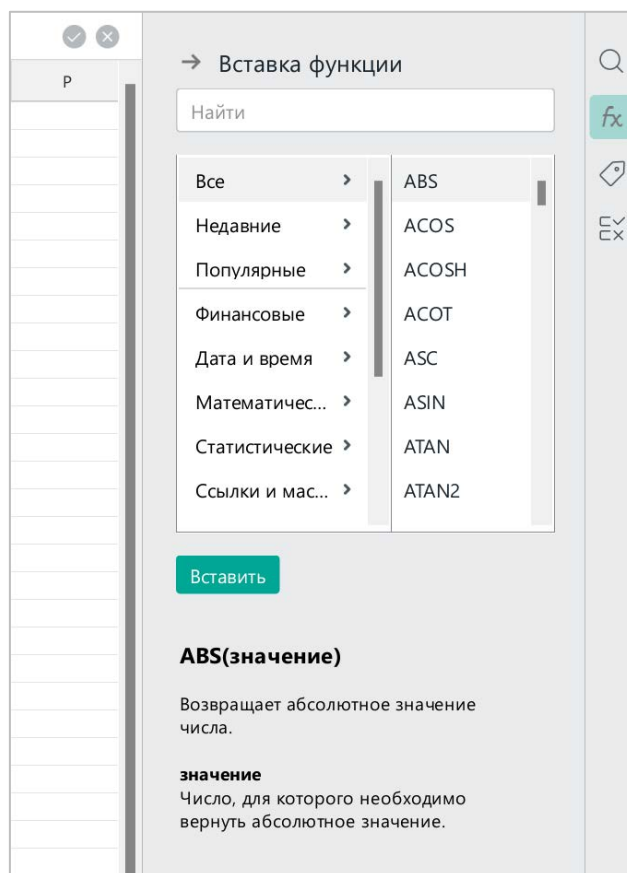 P
→ Вставка функции
Найти
Все
Недавние
Популярные
Финансовые
Дата и время
Математичес...
Статистические
Ссылки и мас...
ABS
ACOS
ACOSH
ACOT
ASC
ASIN
ATAN
ATAN2
fx
Вставить
ABS(значение)
Возвращает абсолютное значение
числа.
значение
Число, для которого необходимо
вернуть абсолютное значение.